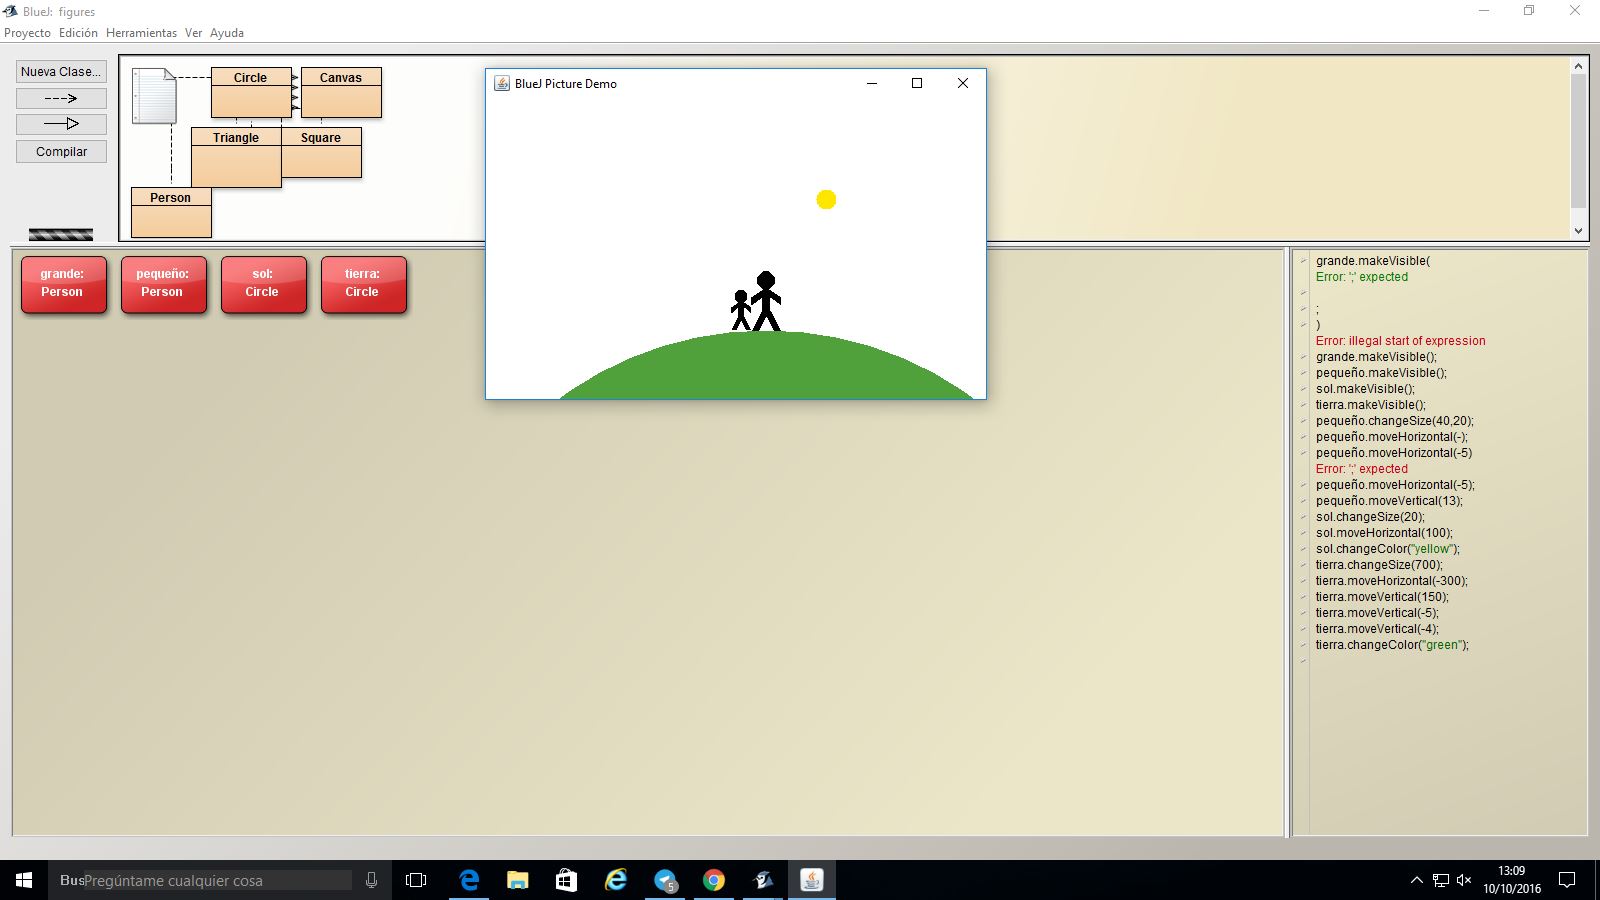 BlueJ: figures
Proyecto Edición Herramientas Ver Ayuda
Nueva Clase...
Compilar
Circle
Canvas
Triangle
Square
Person
BlueJ Picture Demo
grande:
Person
pequeño:
Person
sol:
Circle
tierra:
Circle
grande.makeVisible(
Error: ';' expected
;
)
Error: illegal start of expression
grande.makeVisible();
pequeño.makeVisible();
sol.makeVisible();
tierra.makeVisible();
pequeño.changeSize(40,20);
pequeño.moveHorizontal(-);
pequeño.moveHorizontal(-5)
Error: ';' expected
pequeño.moveHorizontal(-5);
pequeño.moveVertical(13);
sol.changeSize(20);
sol.moveHorizontal(100);
sol.changeColor("yellow");
tierra.changeSize(700);
tierra.moveHorizontal(-300);
tierra.moveVertical(150);
tierra.moveVertical(-5);
tierra.moveVertical(-4);
tierra.changeColor("green");
BusPregúntame cualquier cosa
5
13:09
10/10/2016